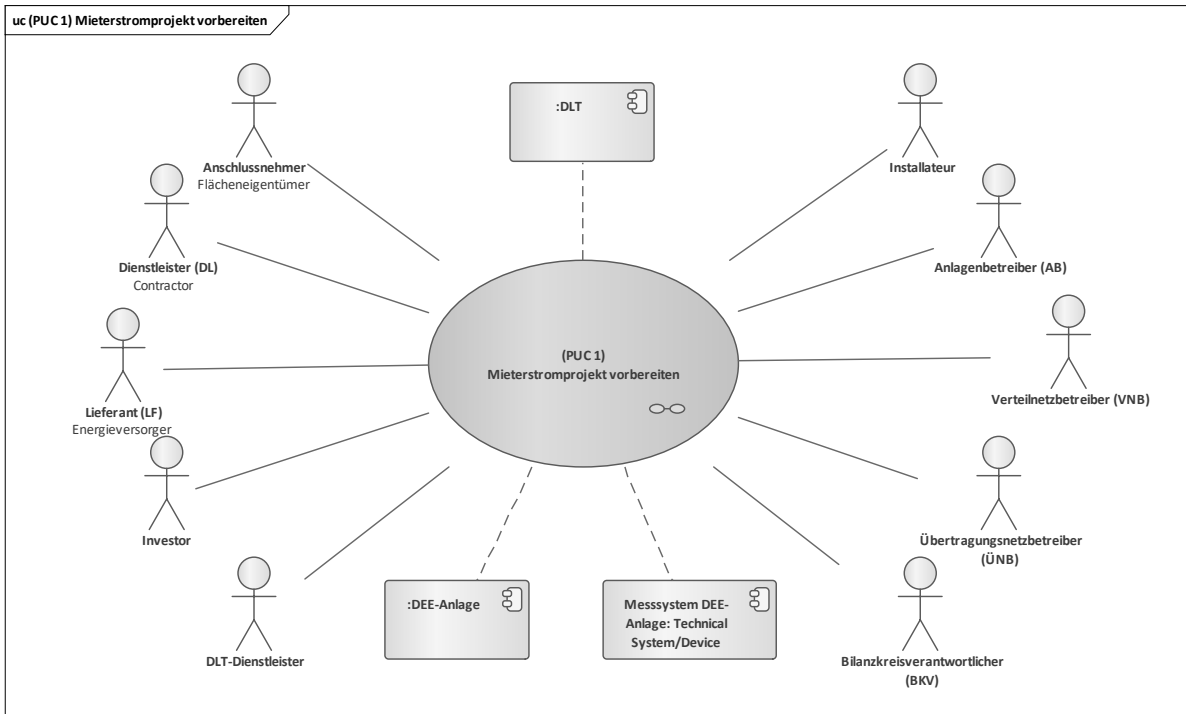 uc (PUC 1) Mieterstromprojekt vorbereiten
:DLT
Anschlussnehmer
Flächeneigentümer
Installateur
Dienstleister (DL)
Contractor
Anlagenbetreiber (AB)
(PUC 1)
Mieterstromprojekt vorbereiten
Lieferant (LF)
Energieversorger
Verteilnetzbetreiber (VNB)
Investor
Übertragungsnetzbetreiber
(ÜNB)
DLT-Dienstleister
:DEE-Anlage
Messsystem DEE-
Anlage: Technical
System/Device
Bilanzkreisverantwortlicher
(BKV)